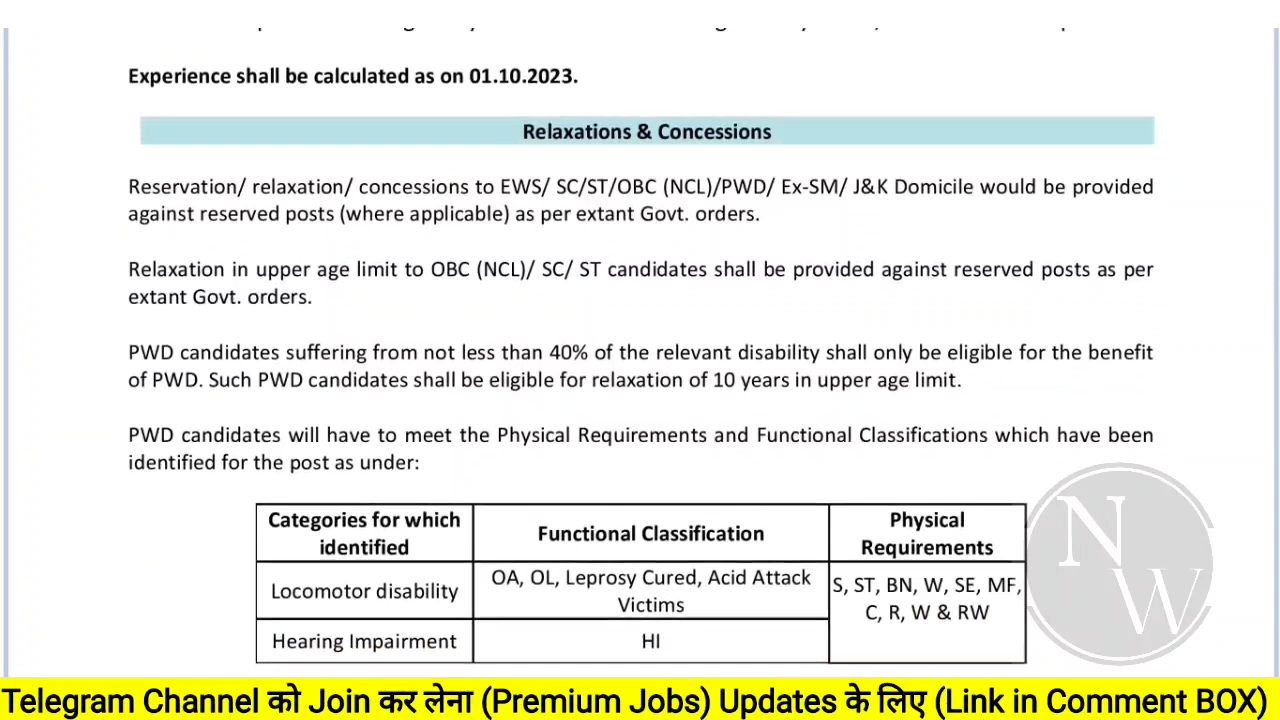 Experience shall be calculated as on 01.10.2023.
Relaxations & Concessions
Reservation/ relaxation/ concessions to EWS/ SC/ST/OBC (NCL)/PWD/ Ex-SM/ J&K Domicile would be provided
against reserved posts (where applicable) as per extant Govt. orders.
Relaxation in upper age limit to OBC (NCL)/ SC/ ST candidates shall be provided against reserved posts as per
extant Govt. orders.
PWD candidates suffering from not less than 40% of the relevant disability shall only be eligible for the benefit
of PWD. Such PWD candidates shall be eligible for relaxation of 10 years in upper age limit.
PWD candidates will have to meet the Physical Requirements and Functional Classifications which have been
identified for the post as under:
Categories for which
identified
Functional Classification
Physical
Requirements
Locomotor disability
OA, OL, Leprosy Cured, Acid Attack
Victims
S, ST, BN, W, SE, MF,
C, R, W & RW
Hearing Impairment
HI
NW
Telegram Channel को Join कर लेना (Premium Jobs) Updates के लिए (Link in Comment BOX)